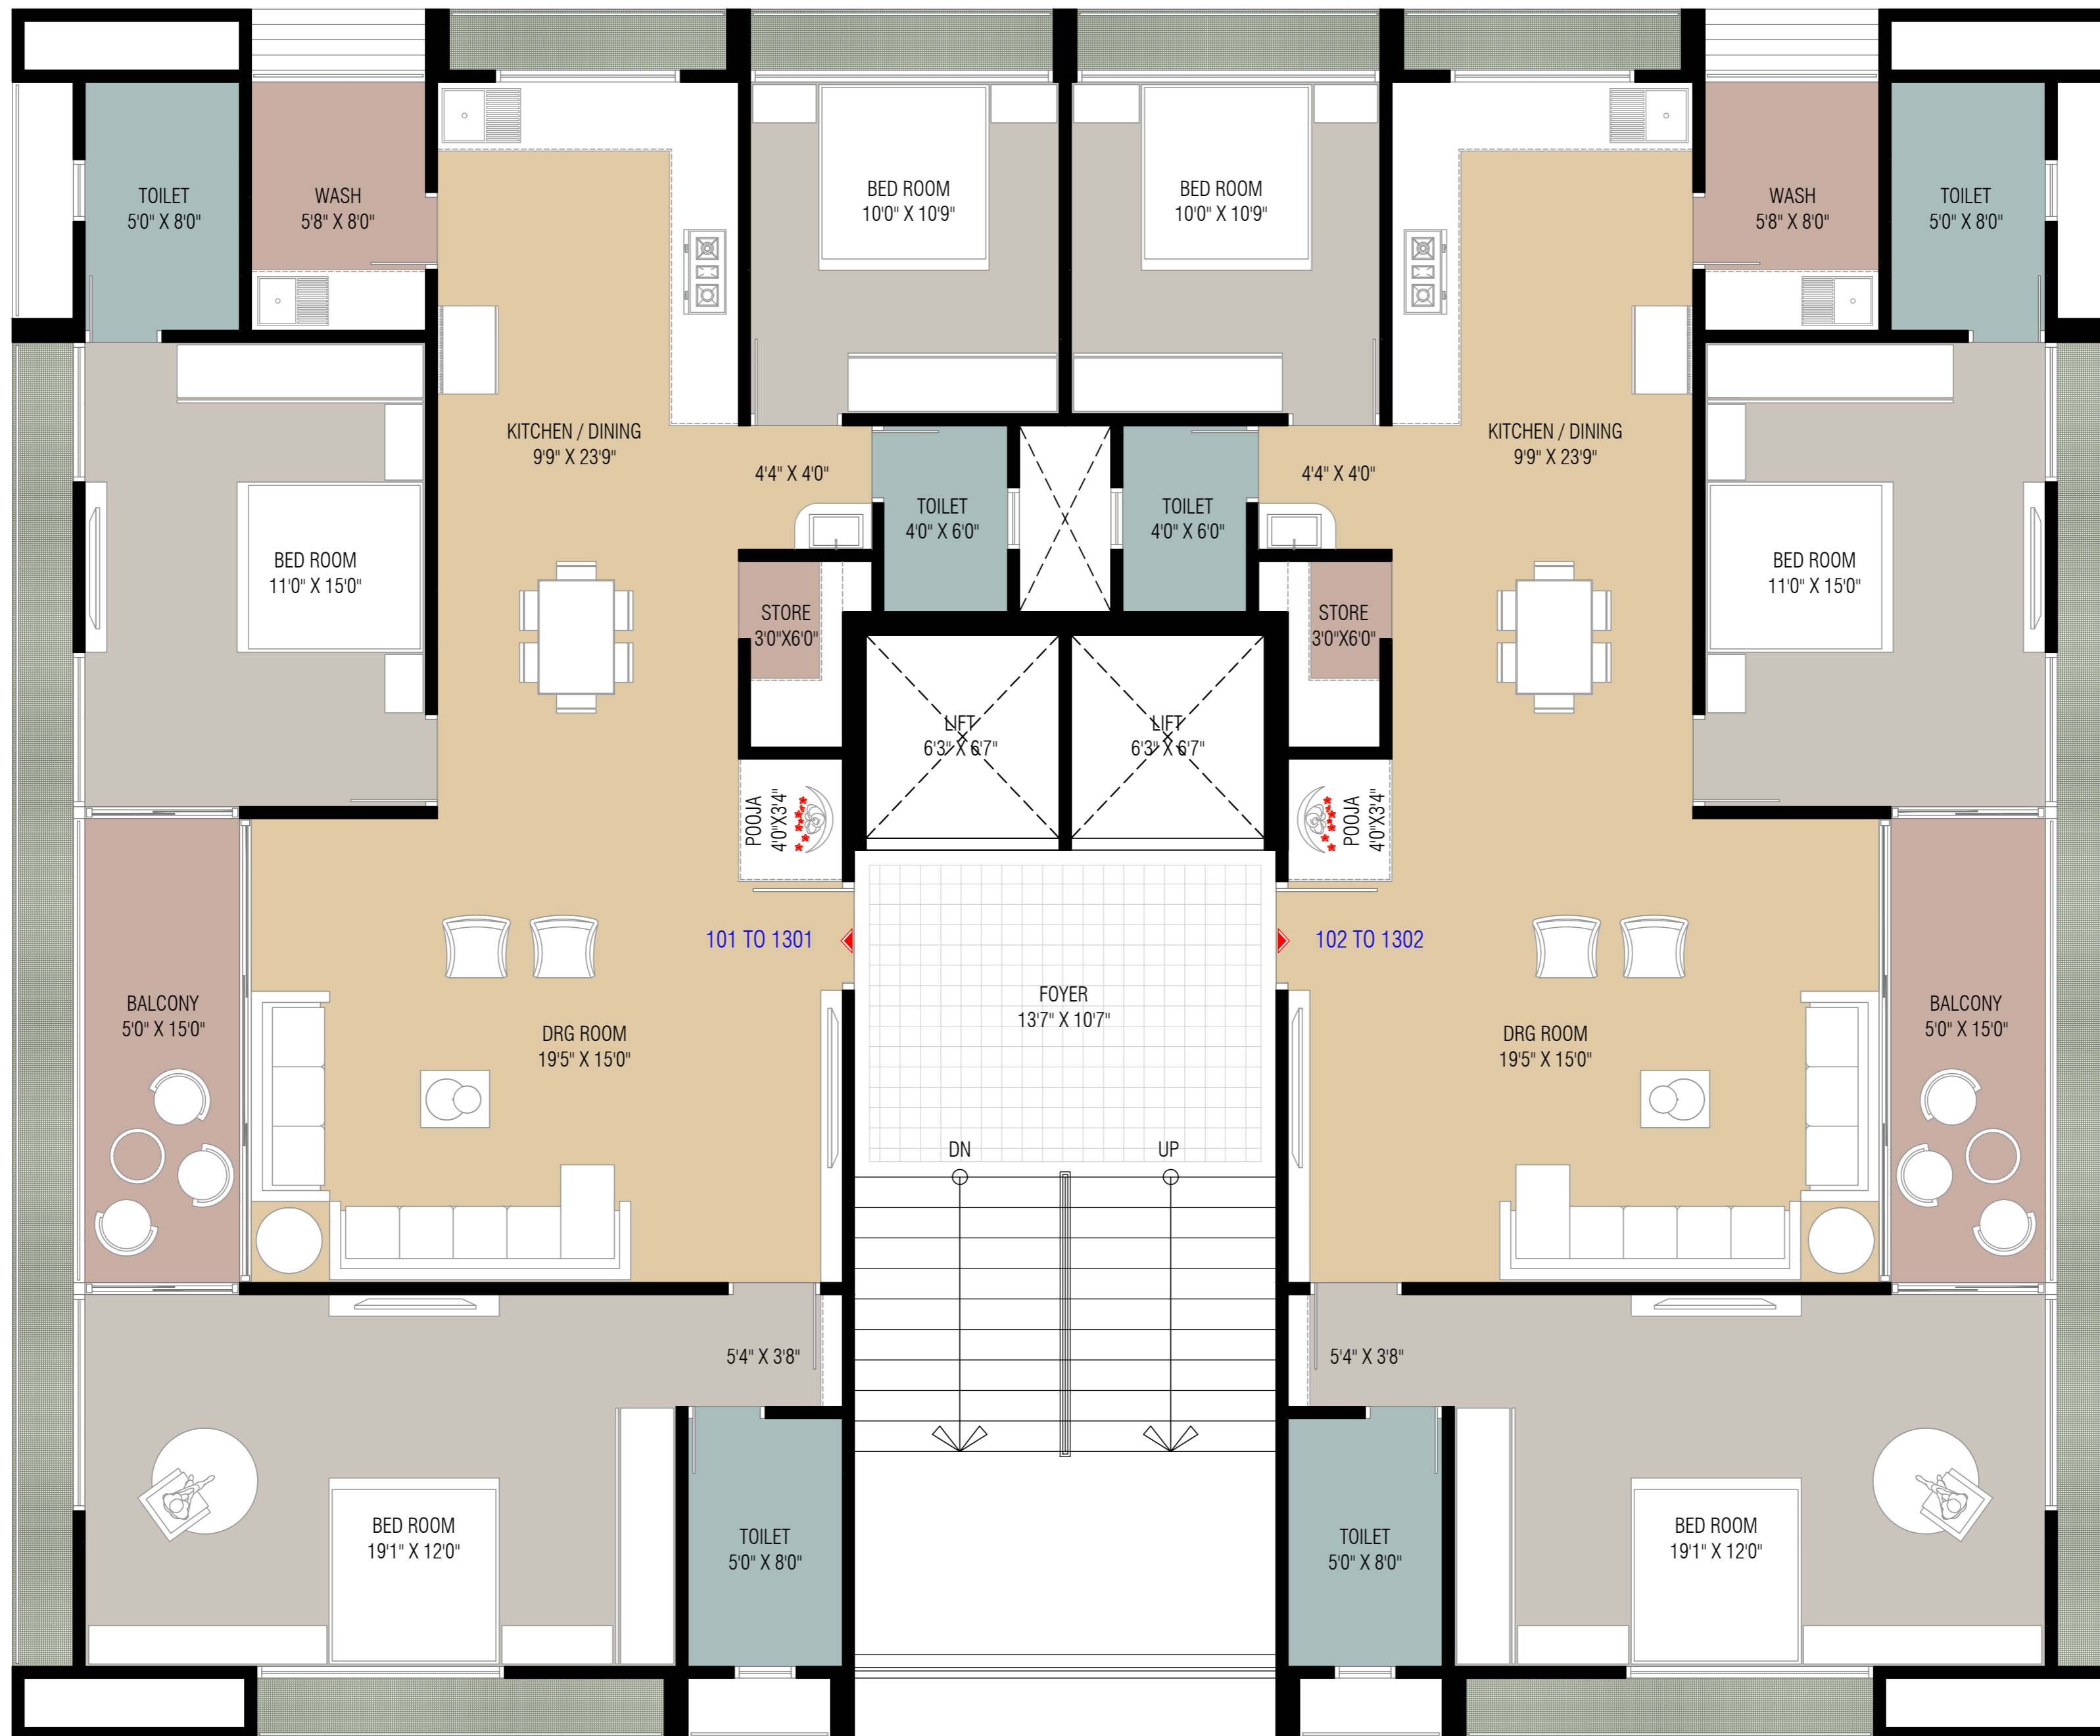 TOILET
5'0" X 8'0"
WASH
5'8" X 8'0"
BED ROOM
10'0" X 10'9"
BED ROOM
10'0" X 10'9"
WASH
5'8" X 8'0"
TOILET
5'0" X 8'0"
KITCHEN / DINING
9'9" X 23'9"
4'4" X 4'0"
4'4" X 4'0"
KITCHEN / DINING
9'9" X 23'9"
TOILET
4'0" X 6'0"
TOILET
4'0" X 6'0"
BED ROOM
11'0" X 15'0"
STORE
3'0"X6'0"
STORE
3'0"X6'0"
BED ROOM
11'0" X 15'0"
LIFT
6'3" X 6'7"
LIFT
6'3" X 6'7"
POOJA
4'0"X3'4"
POOJA
4'0"X3'4"
101 TO 1301
102 TO 1302
BALCONY
5'0" X 15'0"
DRG ROOM
19'5" X 15'0"
FOYER
13'7" X 10'7"
DRG ROOM
19'5" X 15'0"
BALCONY
5'0" X 15'0"
DN
UP
5'4" X 3'8"
5'4" X 3'8"
BED ROOM
19'1" X 12'0"
TOILET
5'0" X 8'0"
TOILET
5'0" X 8'0"
BED ROOM
19'1" X 12'0"